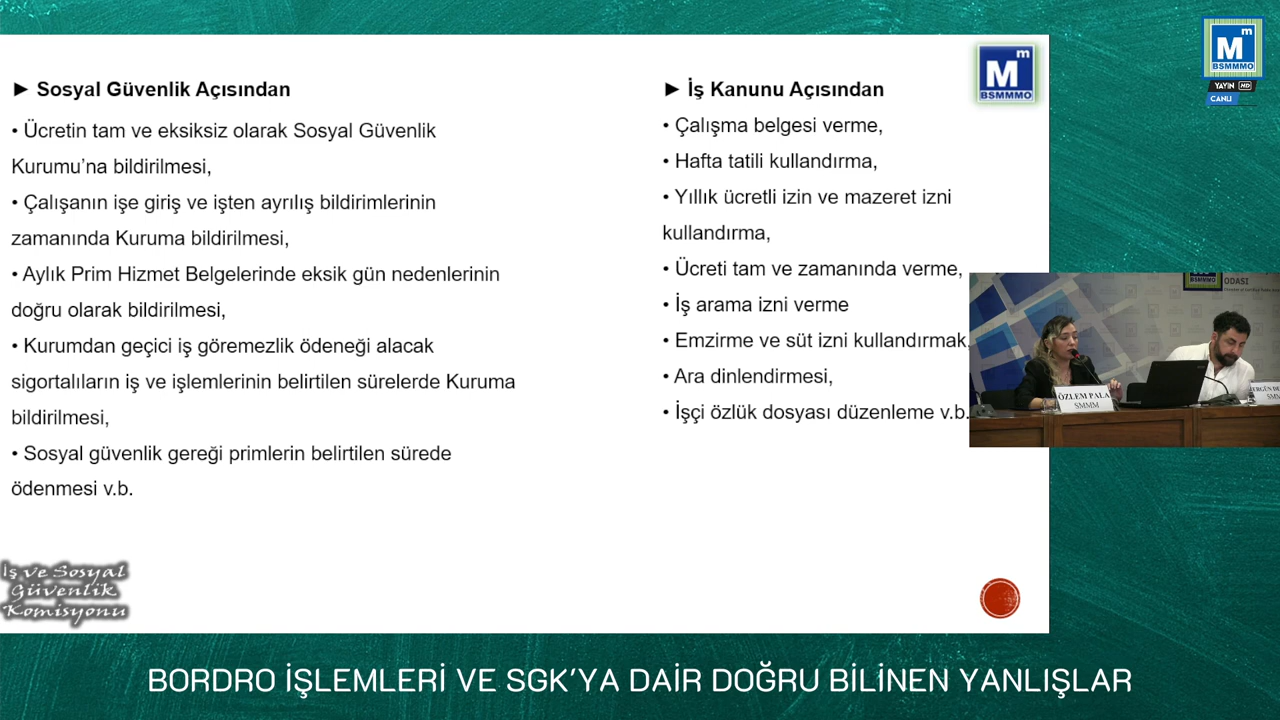 ► Sosyal Güvenlik Açısından
• Ücretin tam ve eksiksiz olarak Sosyal Güvenlik
Kurumu’na bildirilmesi,
• Çalışanın işe giriş ve işten ayrılış bildirimlerinin
zamanında Kuruma bildirilmesi,
• Aylık Prim Hizmet Belgelerinde eksik gün nedenlerinin
doğru olarak bildirilmesi,
• Kurumdan geçici iş göremezlik ödeneği alacak
sigortalıların iş ve işlemlerinin belirtilen sürelerde Kuruma
bildirilmesi,
• Sosyal güvenlik gereği primlerin belirtilen sürede
ödenmesi v.b.
► İş Kanunu Açısından
• Çalışma belgesi verme,
• Hafta tatili kullandırma,
• Yıllık ücretli izin ve mazeret izni
kullandırma,
• Ücreti tam ve zamanında verme,
• İş arama izni verme
• Emzirme ve süt izni kullandırmak,
• Ara dinlendirmesi,
• İşçi özlük dosyası düzenleme v.b.
Mm
BSMMMO
Mm
BSMMMO
YAYIN HD
CANLI
BSMMMO
ODASI
ÖZLEM PALA
SMMM
İş ve Sosyal
Güvenlik
Komisyonu
BORDRO İŞLEMLERİ VE SGK'YA DAİR DOĞRU BİLİNEN YANLIŞLAR